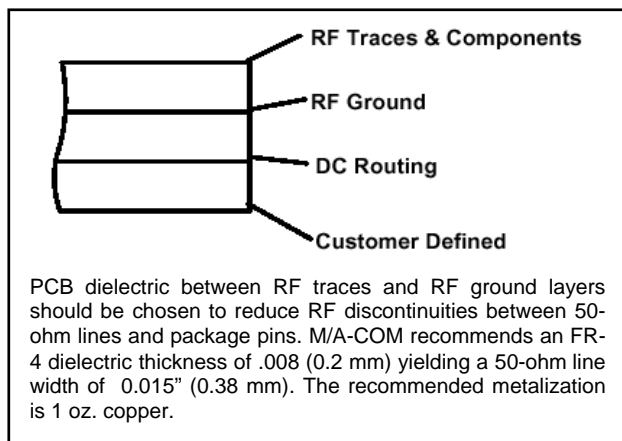 RF Traces & Components
RF Ground
DC Routing
Customer Defined
PCB dielectric between RF traces and RF ground layers
should be chosen to reduce RF discontinuities between 50-
ohm lines and package pins. M/A-COM recommends an FR-
4 dielectric thickness of .008 (0.2 mm) yielding a 50-ohm line
width of 0.015" (0.38 mm). The recommended metalization
is 1 oz. copper.